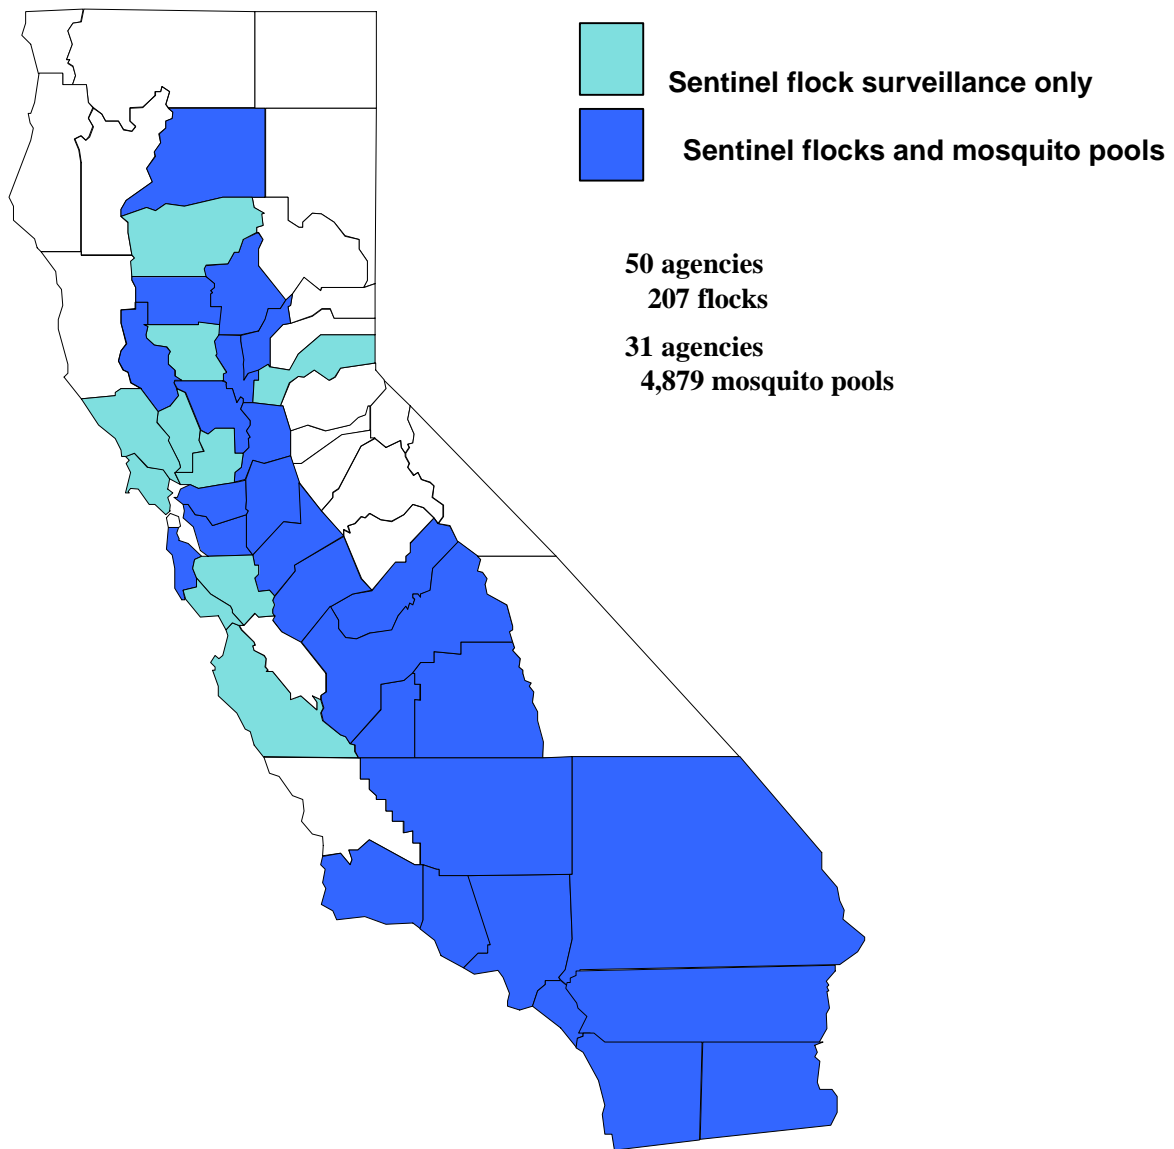 Sentinel flock surveillance only
Sentinel flocks and mosquito pools
50 agencies
207 flocks
31 agencies
4,879 mosquito pools